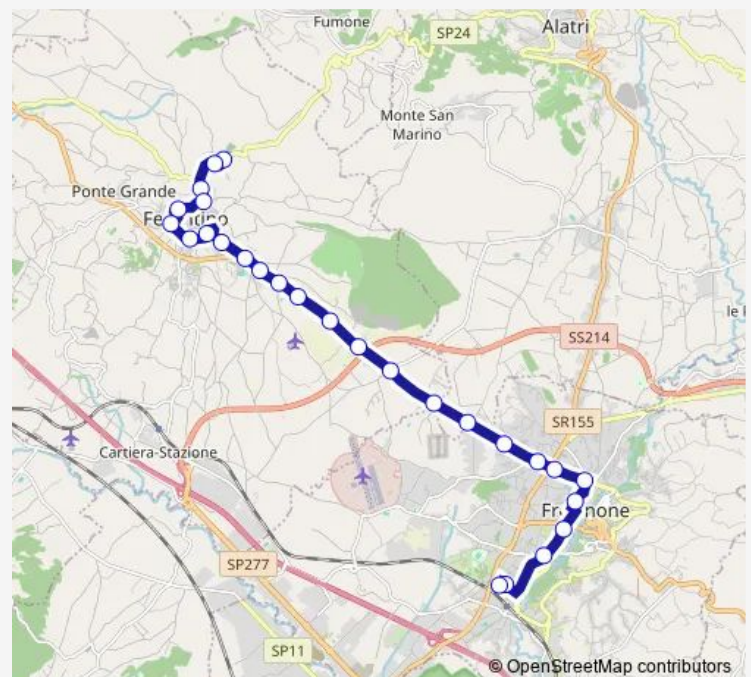 Fumone
SP24
Alatri
Monte San
Marino
Ponte Grande
SS214
SR155
Cartiera-Stazione
SP277
SP11
© OpenStreetMap contributors